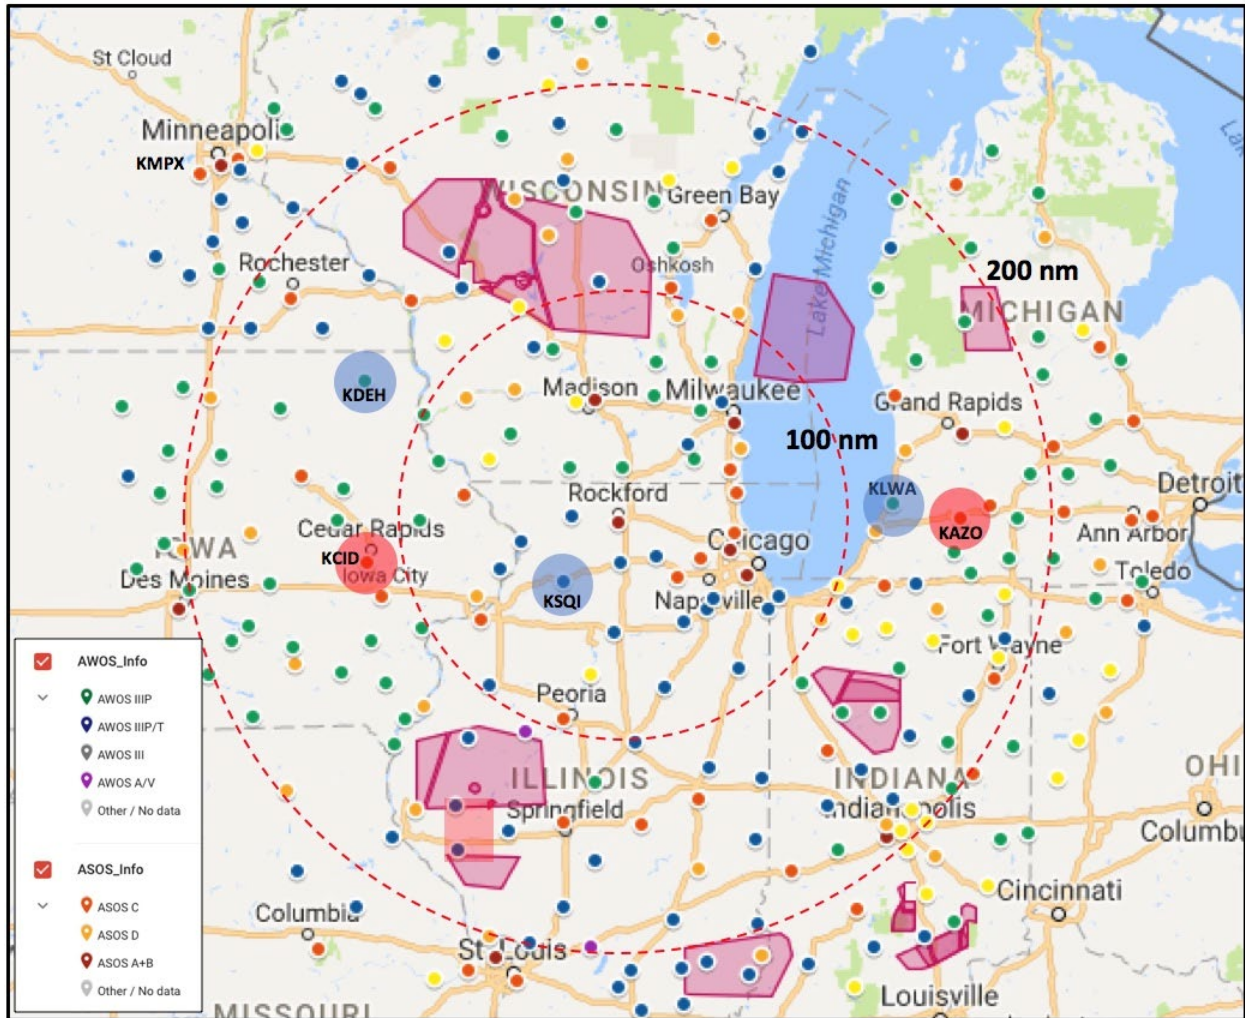 St Cloud
Minneapolis
KMPX
WISCONSIN
Green Bay
Rochester
Oshkosh
Lake Michigan
200 nm
MICHIGAN
KDEH
Madison
Milwaukee
Grand Rapids
100 nm
KLWA
Detroit
Rockford
KAZO
Ann Arbor
Cedar Rapids
IOWA
KCID
Iowa City
Chicago
Des Moines
KSQI
Naperville
Toledo
Fort Wayne
Peoria
ILLINOIS
INDIANA
OHI
Springfield
Indianapolis
Columbu
Cincinnati
Columbia
St. Louis
Louisville
MISSOURI
AWOS_Info
AWOS IIIP
AWOS IIIP/T
AWOS III
AWOS A/V
Other / No data
ASOS_Info
ASOS C
ASOS D
ASOS A+B
Other / No data